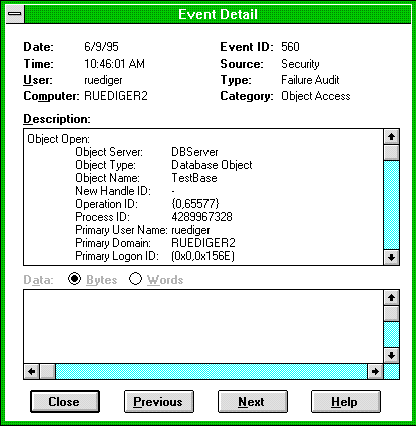 Event Detail
Date: 6/9/95 Event ID: 560
Time: 10:46:01 AM Source: Security
User: ruediger Type: Failure Audit
Computer: RUEDIGER2 Category: Object Access
Description:
Object Open:
Object Server: DBServer
Object Type: Database Object
Object Name: TestBase
New Handle ID: -
Operation ID: {0,65577}
Process ID: 4289967328
Primary User Name: ruediger
Primary Domain: RUEDIGER2
Primary Logon ID: (0x0,0x156E)
Data: Bytes Words
Close Previous Next Help